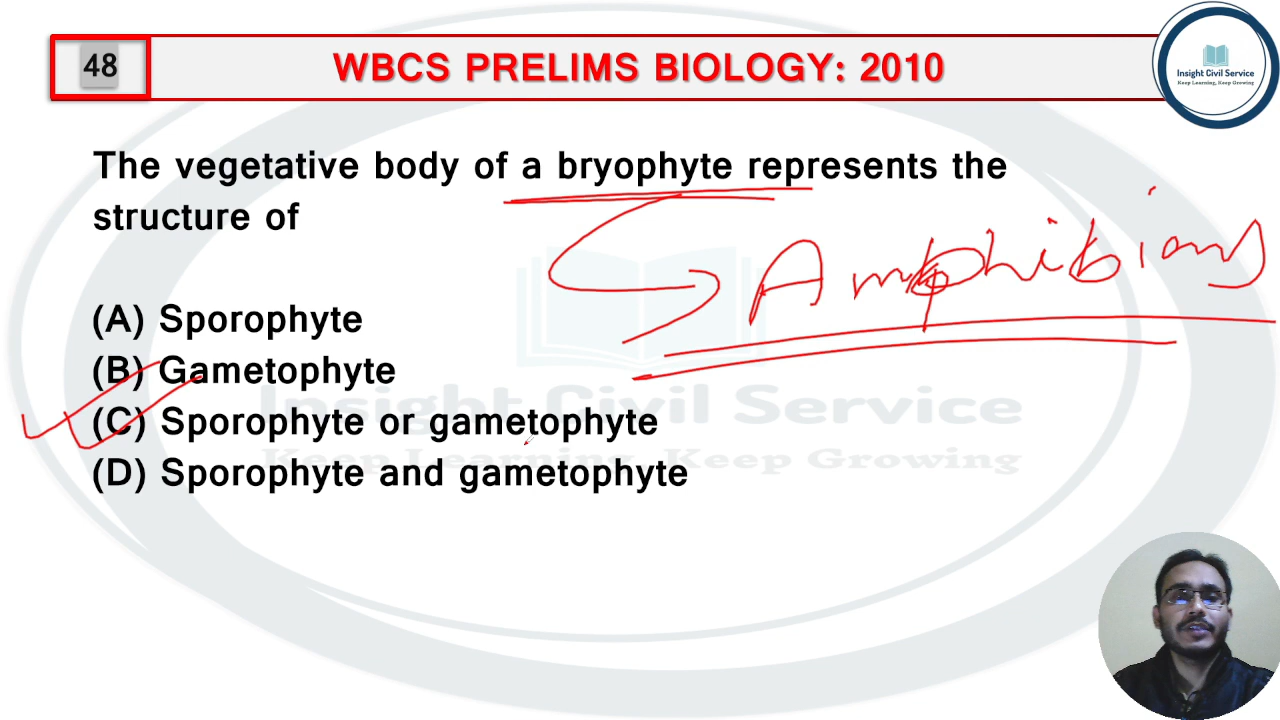 48
WBCS PRELIMS BIOLOGY: 2010
Insight Civil Service
Keep Learning, Keep Growing
The vegetative body of a bryophyte represents the
structure of
Amphibians
(A) Sporophyte
(B) Gametophyte
(C) Sporophyte or gametophyte
(D) Sporophyte and gametophyte
Insight Civil Service
Keep Learning, Keep Growing